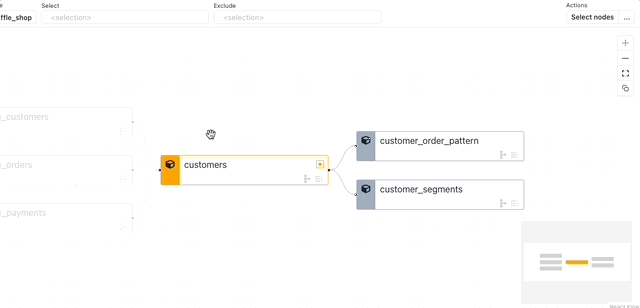 Select
Exclude
Actions
ffle_shop
<selection>
<selection>
Select nodes
...
_customers
_orders
_payments
customers
customer_order_pattern
customer_segments
React Flow